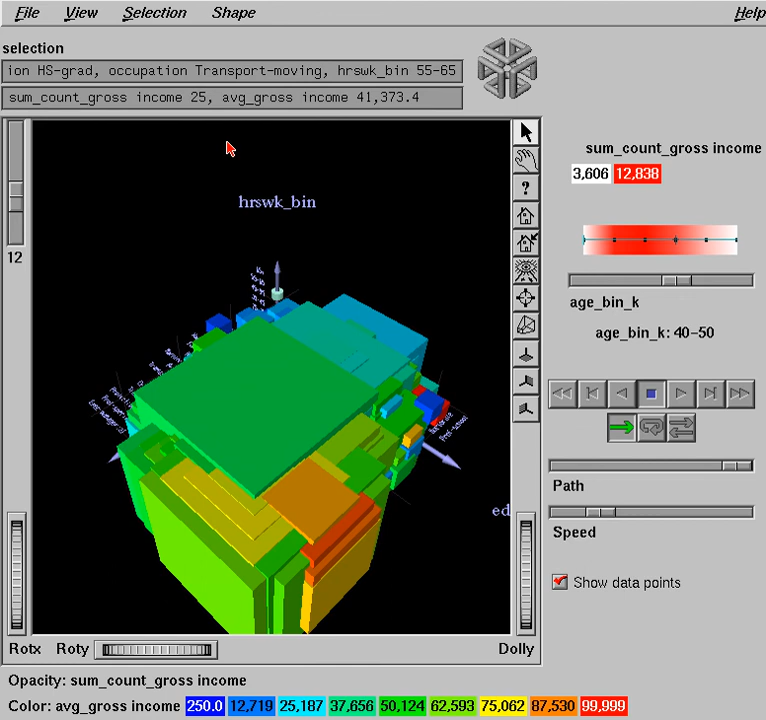 File View Selection Shape Help
selection
ion HS-grad, occupation Transport-moving, hrswk_bin 55-65
sum_count_gross income 25, avg_gross income 41,373.4
sum_count_gross income
3,606 12,838
hrswk_bin
?
12
age_bin_k
age_bin_k: 40-50
Path
ed
Speed
Show data points
Rotx Roty Dolly
Opacity: sum_count_gross income
Color: avg_gross income 250.0 12,719 25,187 37,656 50,124 62,593 75,062 87,530 99,999